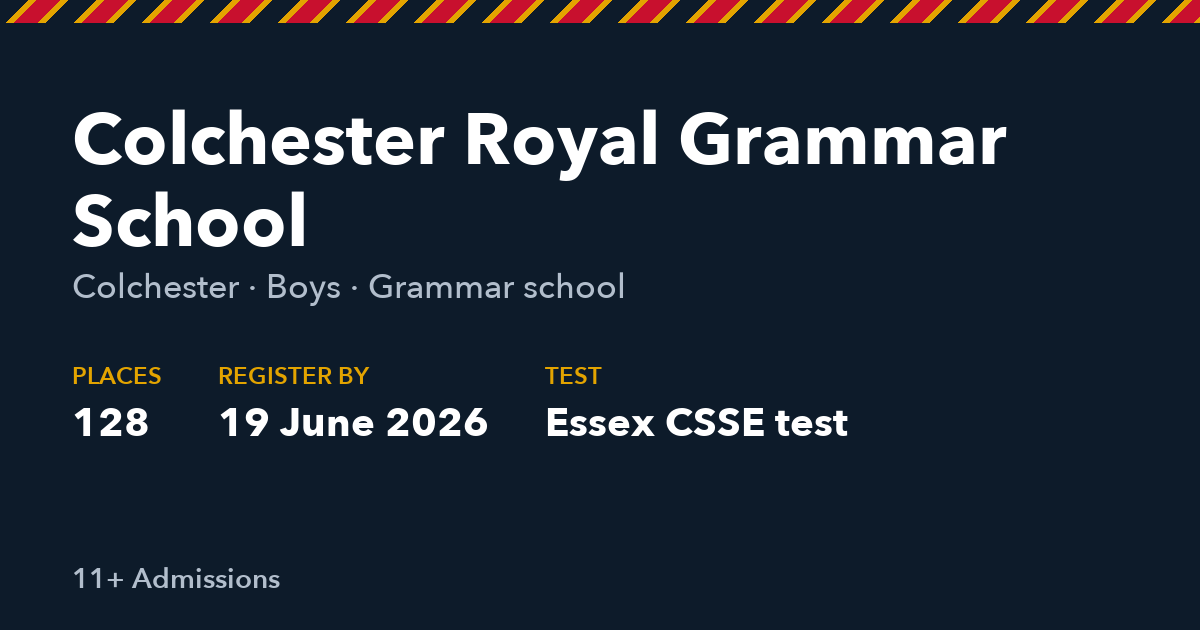 Colchester Royal Grammar
School
Colchester · Boys · Grammar school
PLACES REGISTER BY TEST
128 19 June 2026 Essex CSSE test
11+ Admissions